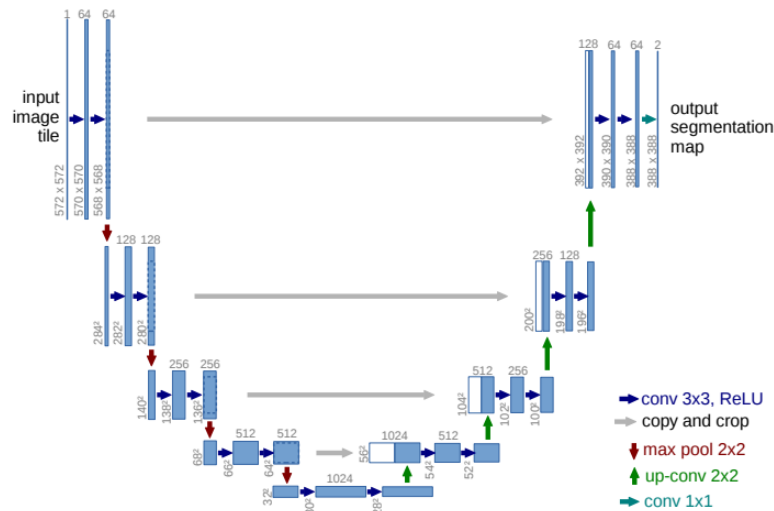 1 64 64
128 64 64 2
input
image
tile
output
segmentation
map
572 x 572
570 x 570
568 x 568
392 x 392
390 x 390
388 x 388
388 x 388
128 128
256 128
284²
282²
280²
200²
198²
196²
256 256
512 256
140²
138²
136²
104²
102²
100²
512 512
1024 512
68²
66²
64²
56²
54²
52²
1024
32²
30²
28²
conv 3x3, ReLU
copy and crop
max pool 2x2
up-conv 2x2
conv 1x1